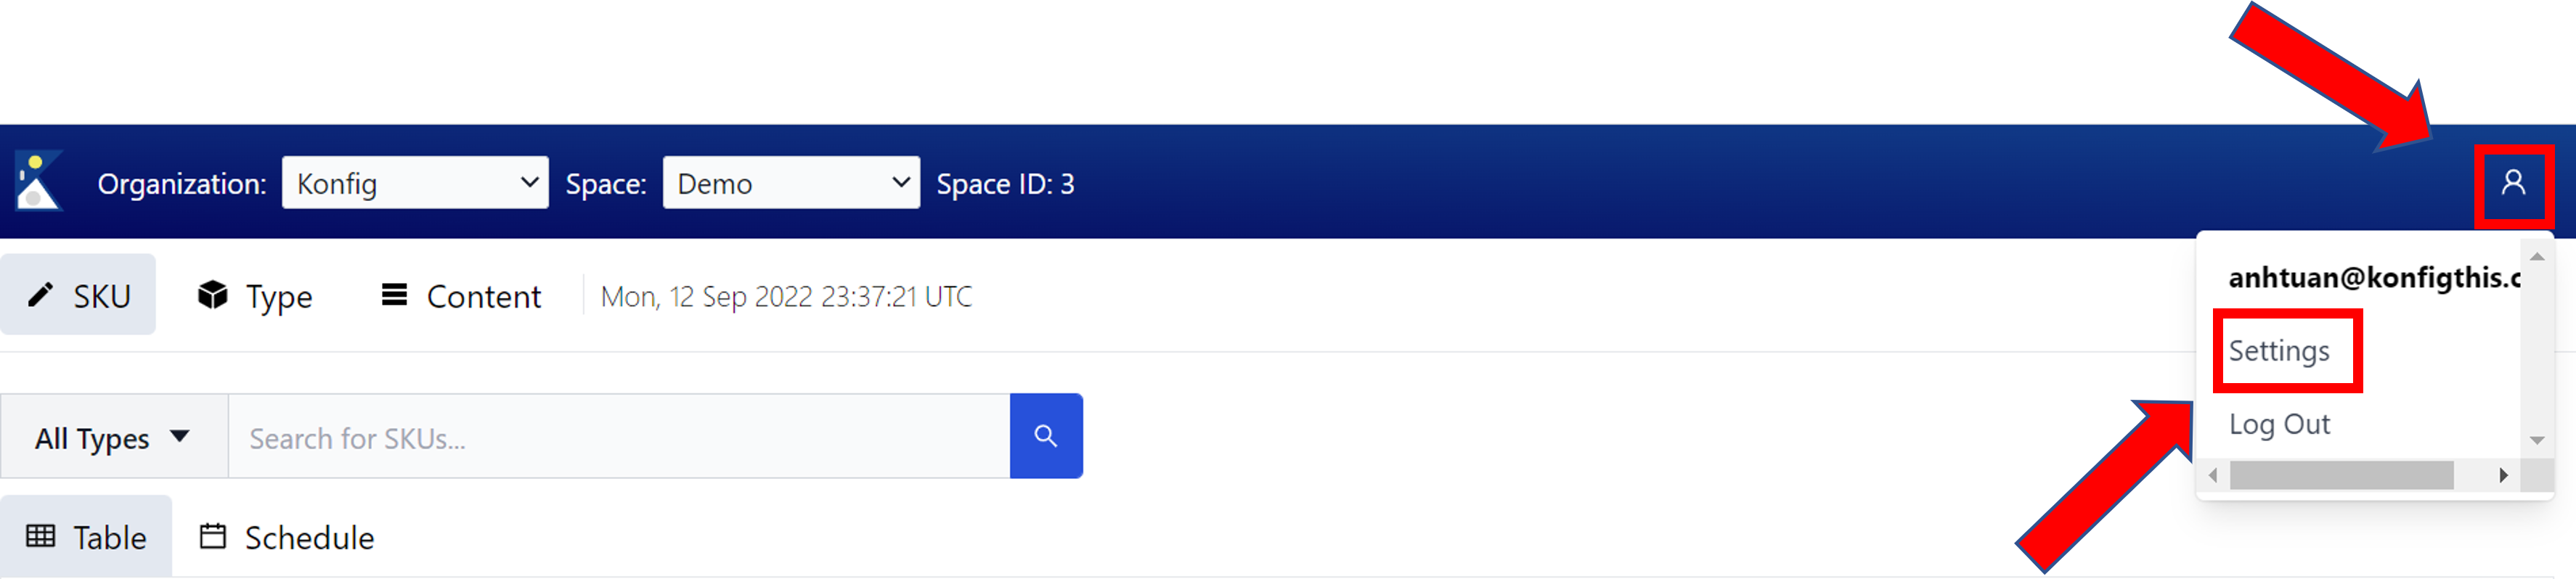 Organization: Konfig Space: Demo Space ID: 3
SKU Type Content Mon, 12 Sep 2022 23:37:21 UTC
anhtuan@konfigthis.c
Settings
Log Out
All Types Search for SKUs...
Table Schedule